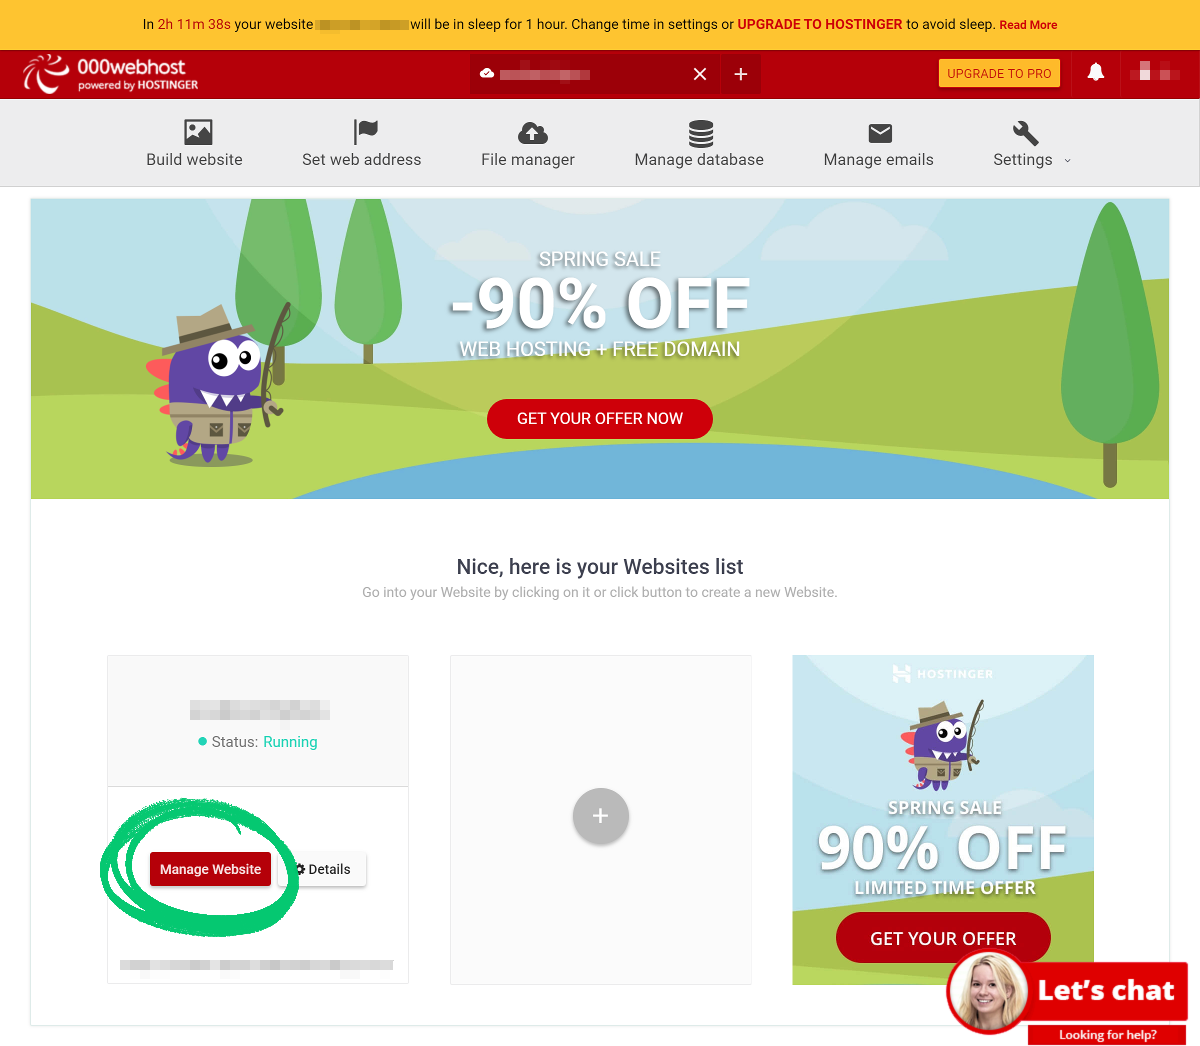 In 2h 11m 38s your website will be in sleep for 1 hour. Change time in settings or UPGRADE TO HOSTINGER to avoid sleep. Read More
000webhost
powered by HOSTINGER
UPGRADE TO PRO
Build website
Set web address
File manager
Manage database
Manage emails
Settings
SPRING SALE
-90% OFF
WEB HOSTING + FREE DOMAIN
GET YOUR OFFER NOW
Nice, here is your Websites list
Go into your Website by clicking on it or click button to create a new Website.
Status: Running
Manage Website
Details
HOSTINGER
SPRING SALE
90% OFF
LIMITED TIME OFFER
GET YOUR OFFER
Let's chat
Looking for help?